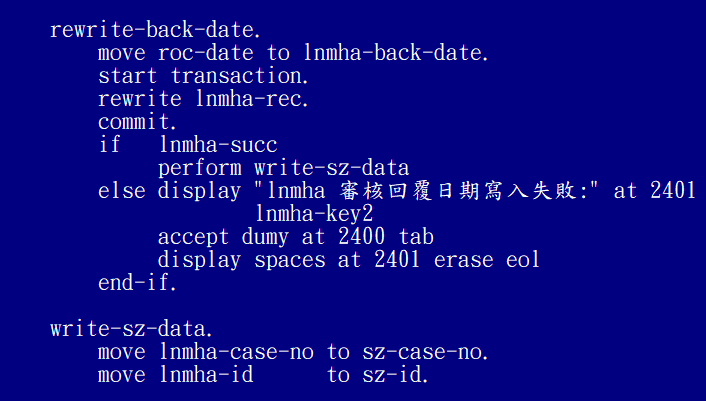 rewrite-back-date.
move roc-date to lnmha-back-date.
start transaction.
rewrite lnmha-rec.
commit.
if   lnmha-succ
perform write-sz-data
else display "lnmha 審核回覆日期寫入失敗:" at 2401
lnmha-key2
accept dumy at 2400 tab
display spaces at 2401 erase eol
end-if.
write-sz-data.
move lnmha-case-no to sz-case-no.
move lnmha-id      to sz-id.